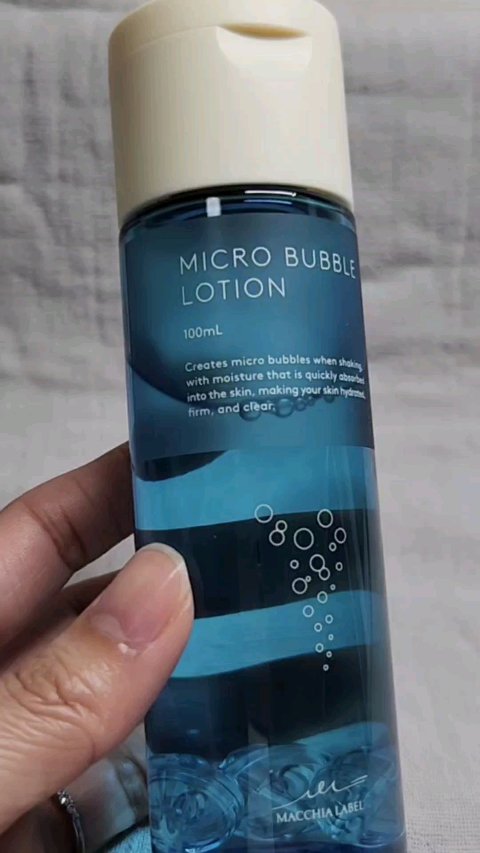 MICRO BUBBLE
LOTION
100mL
Creates micro bubbles when shaking,
with moisture that is quickly absorbed
into the skin, making your skin hydrated,
firm, and clear.
MACCHIA LABEL